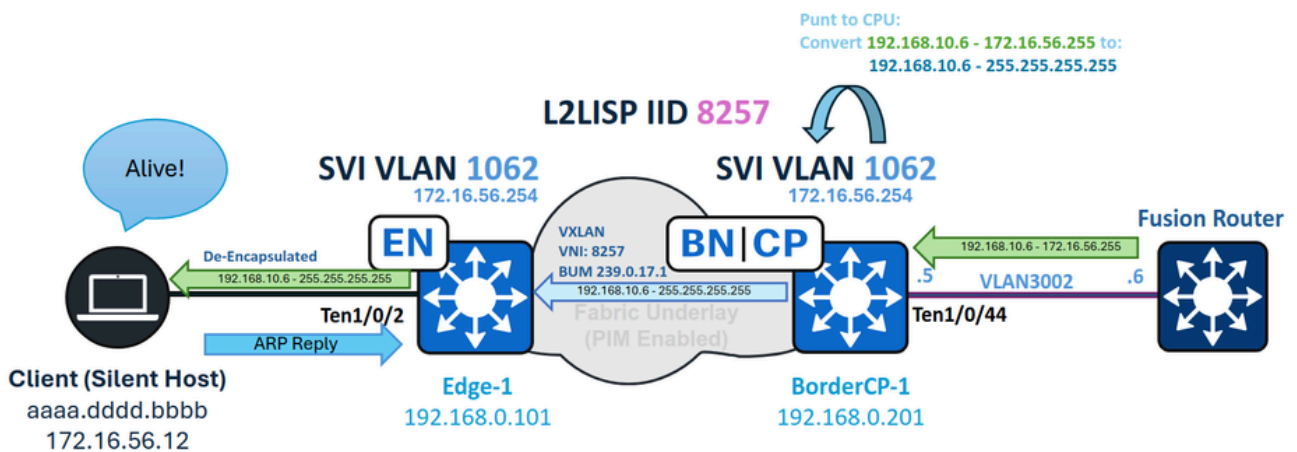 Punt to CPU:
Convert 192.168.10.6 - 172.16.56.255 to:
192.168.10.6 - 255.255.255.255
L2LISP IID 8257
Alive!
SVI VLAN 1062
172.16.56.254
SVI VLAN 1062
172.16.56.254
Fusion Router
EN
VXLAN
VNI: 8257
BUM 239.0.17.1
192.168.10.6 - 255.255.255.255
BN|CP
De-Encapsulated
192.168.10.6 - 255.255.255.255
192.168.10.6 - 172.16.56.255
.5
VLAN3002
.6
Ten1/0/2
Fabric Underlay
(PIM Enabled)
Ten1/0/44
ARP Reply
Client (Silent Host)
aaaa.dddd.bbbb
172.16.56.12
Edge-1
192.168.0.101
BorderCP-1
192.168.0.201